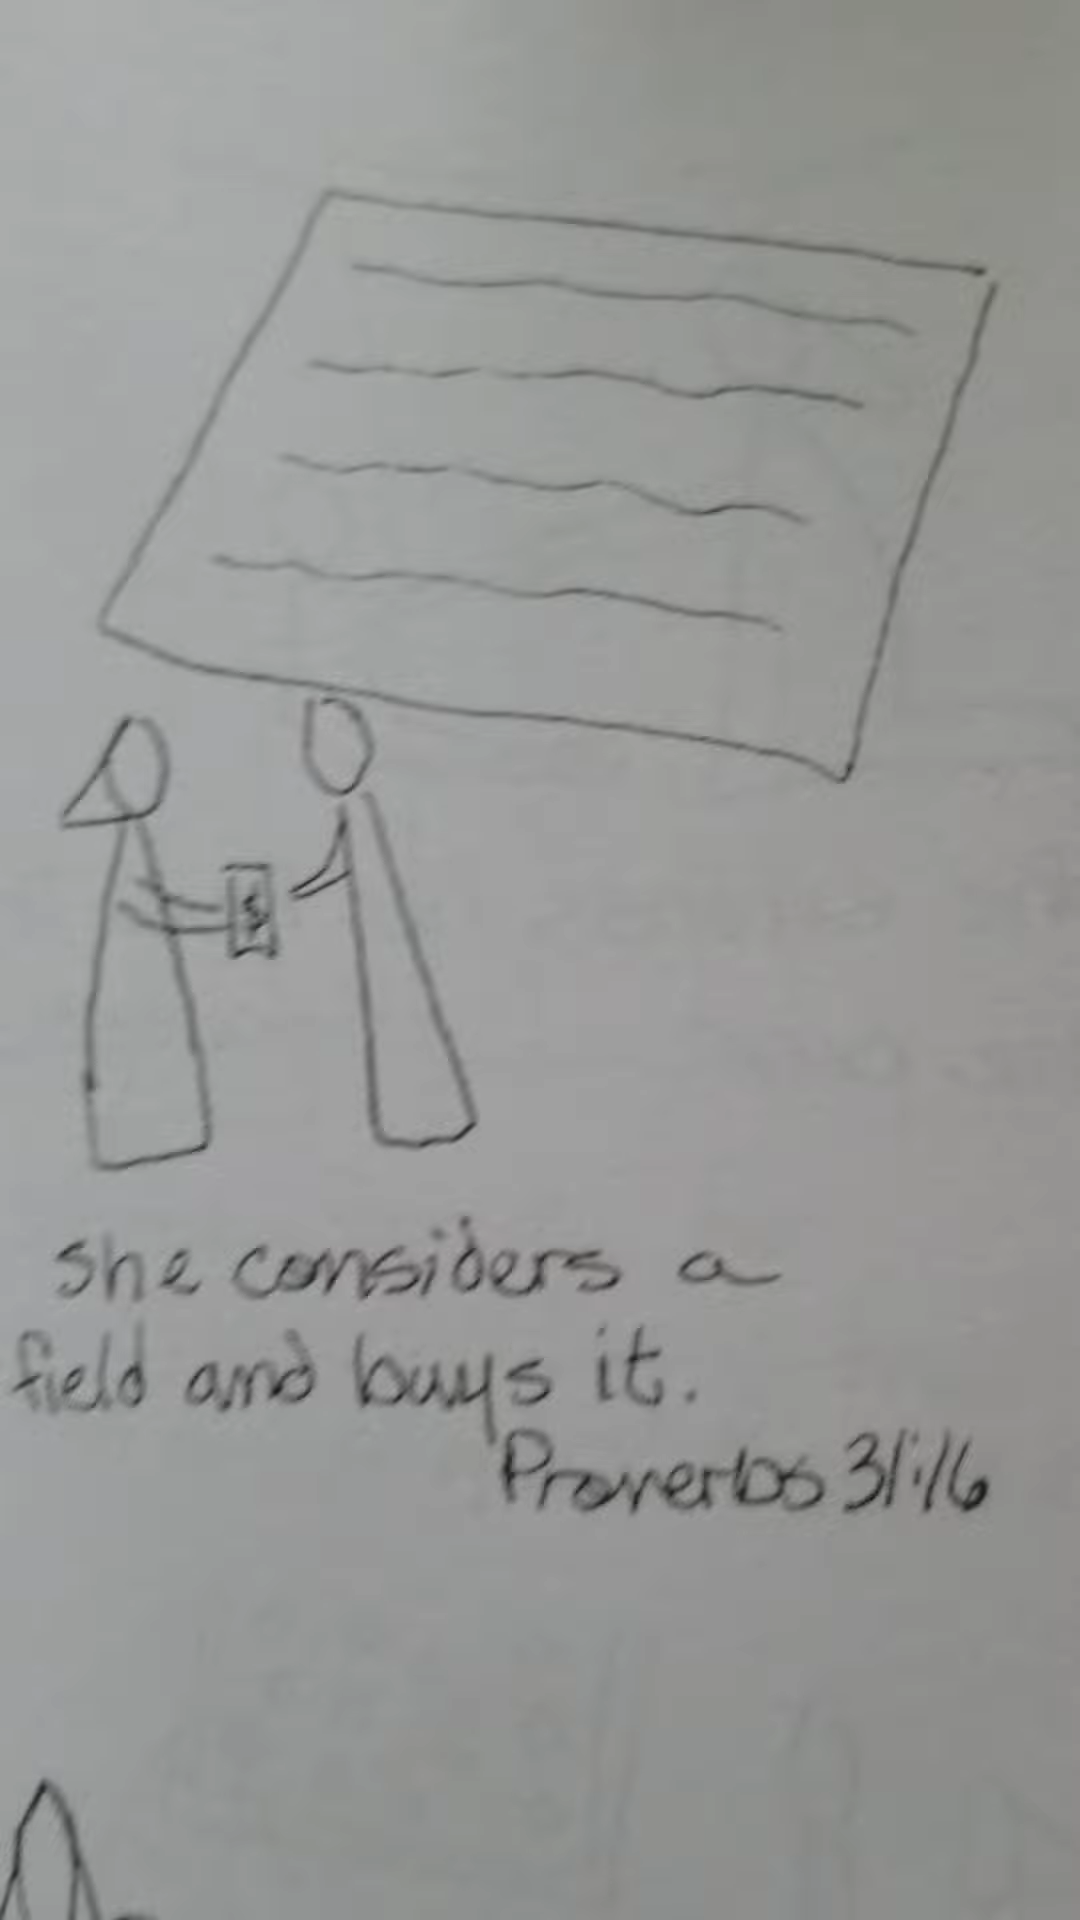 $
she considers a
field and buys it.
Proverbs 31:16